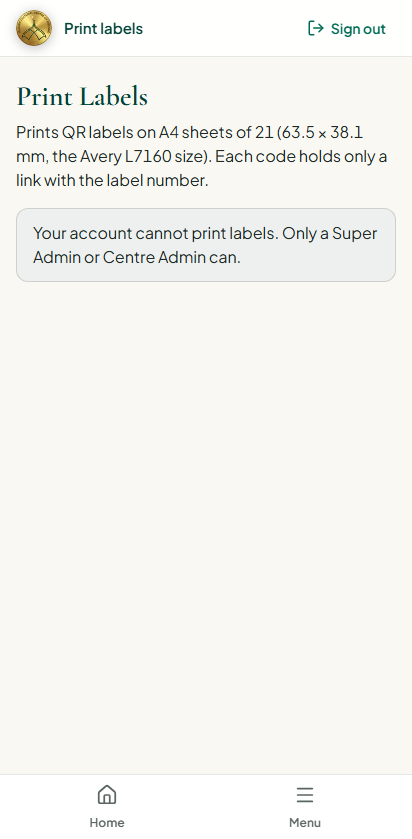 Print labels
Sign out
Print Labels
Prints QR labels on A4 sheets of 21 (63.5 × 38.1
mm, the Avery L7160 size). Each code holds only a
link with the label number.
Your account cannot print labels. Only a Super
Admin or Centre Admin can.
Home
Menu